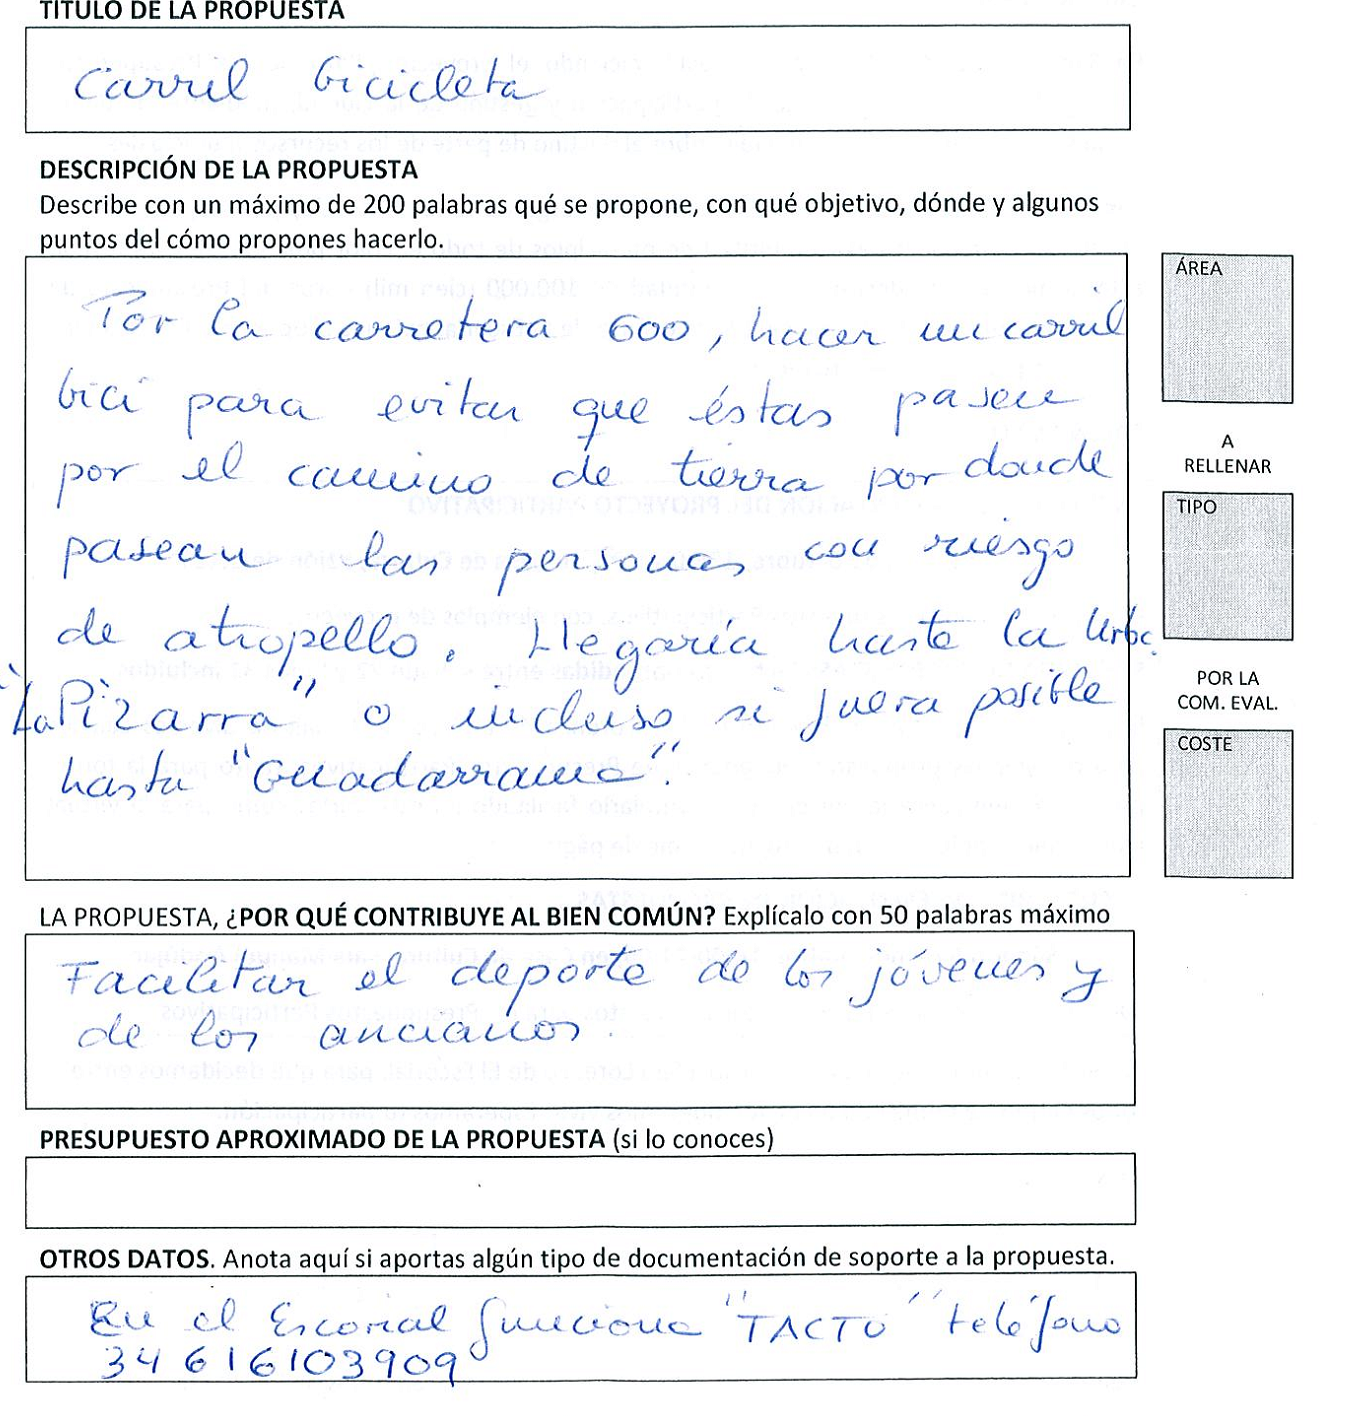 TÍTULO DE LA PROPUESTA
Carril bicicleta
DESCRIPCIÓN DE LA PROPUESTA
Describe con un máximo de 200 palabras qué se propone, con qué objetivo, dónde y algunos
puntos del cómo propones hacerlo.
Por la carretera 600, hacer un carril
bici para evitar que éstas pasen
por el camino de tierra por donde
pasean las personas con riesgo
de atropello. Llegaría hasta la Urbc.
"La Pizarra" o incluso si fuera posible
hasta "Guadarrama".
ÁREA
A
RELLENAR
TIPO
POR LA
COM. EVAL.
COSTE
LA PROPUESTA, ¿POR QUÉ CONTRIBUYE AL BIEN COMÚN? Explícalo con 50 palabras máximo
Facilitar el deporte de los jóvenes y
de los ancianos.
PRESUPUESTO APROXIMADO DE LA PROPUESTA (si lo conoces)
OTROS DATOS. Anota aquí si aportas algún tipo de documentación de soporte a la propuesta.
En el Escorial funciona "TACTO" teléfono
34 616103909